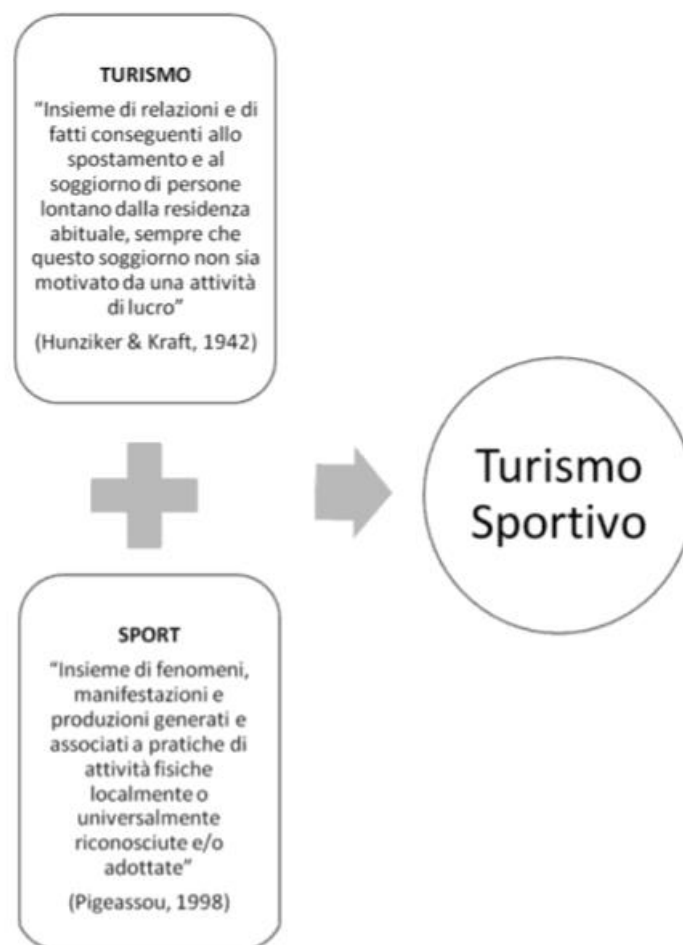 TURISMO
“Insieme di relazioni e di
fatti conseguenti allo
spostamento e al
soggiorno di persone
lontano dalla residenza
abituale, sempre che
questo soggiorno non sia
motivato da una attività
di lucro”
(Hunziker & Kraft, 1942)
Turismo
Sportivo
SPORT
“Insieme di fenomeni,
manifestazioni e
produzioni generati e
associati a pratiche di
attività fisiche
localmente o
universalmente
riconosciute e/o
adottate”
(Pigeassou, 1998)